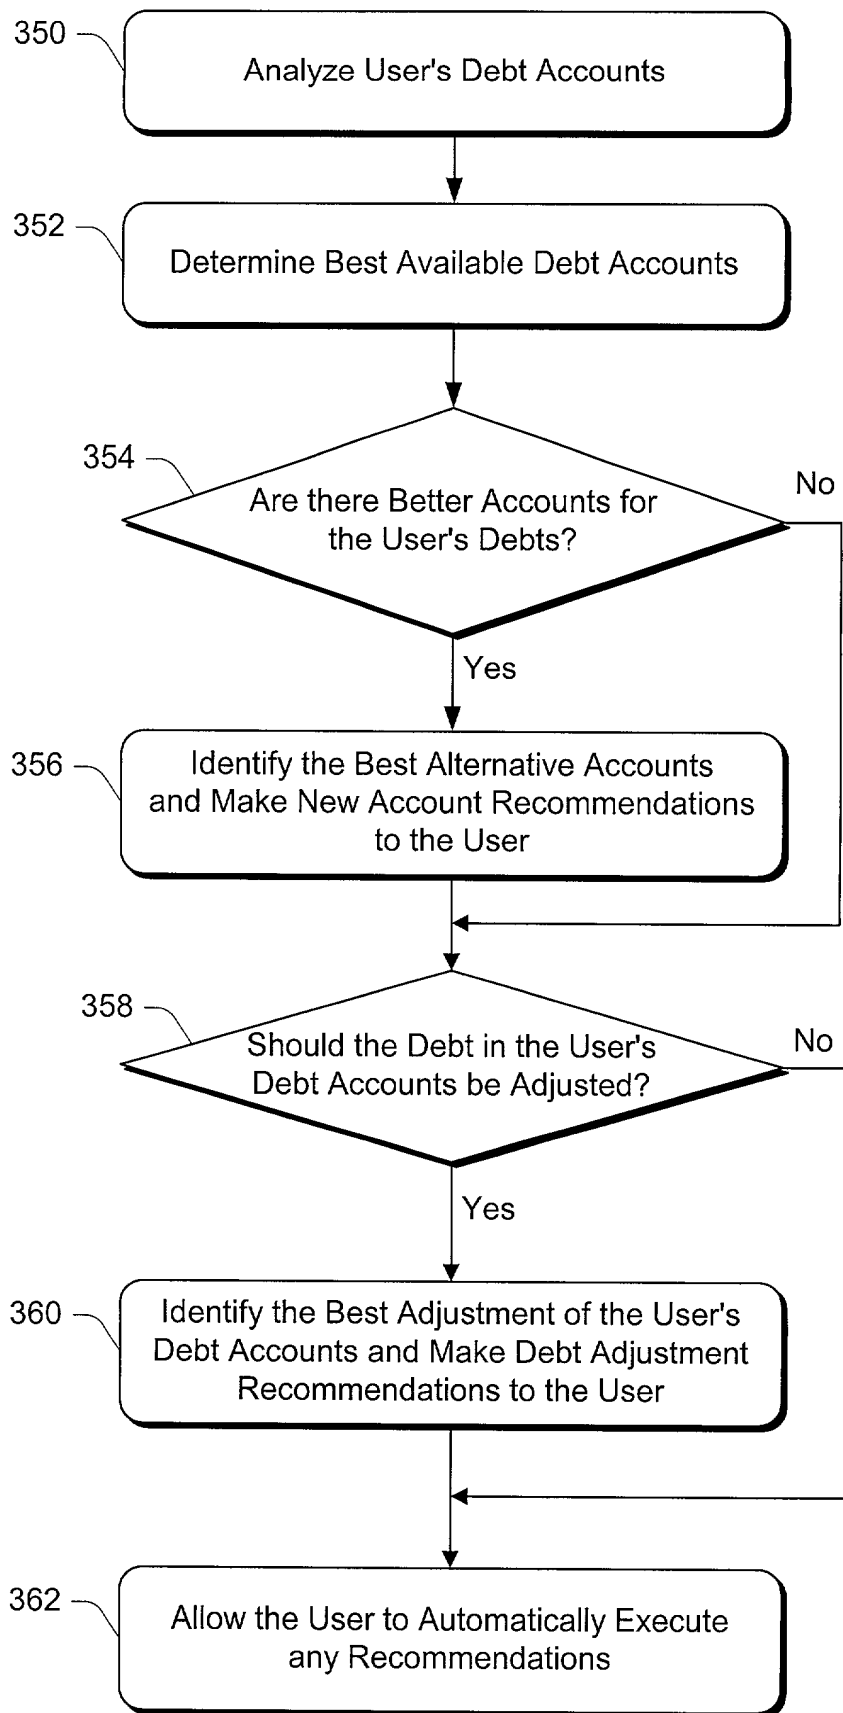 350
Analyze User's Debt Accounts
352
Determine Best Available Debt Accounts
354
Are there Better Accounts for
the User's Debts?
No
Yes
356
Identify the Best Alternative Accounts
and Make New Account Recommendations
to the User
358
Should the Debt in the User's
Debt Accounts be Adjusted?
No
Yes
360
Identify the Best Adjustment of the User's
Debt Accounts and Make Debt Adjustment
Recommendations to the User
362
Allow the User to Automatically Execute
any Recommendations